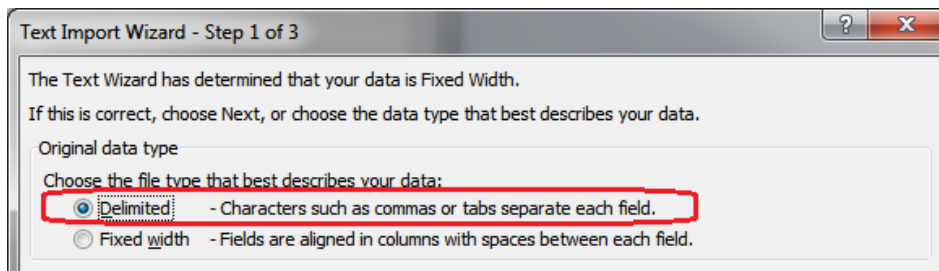 Text Import Wizard - Step 1 of 3
The Text Wizard has determined that your data is Fixed Width.
If this is correct, choose Next, or choose the data type that best describes your data.
Original data type
Choose the file type that best describes your data:
Delimited - Characters such as commas or tabs separate each field.
Fixed width - Fields are aligned in columns with spaces between each field.